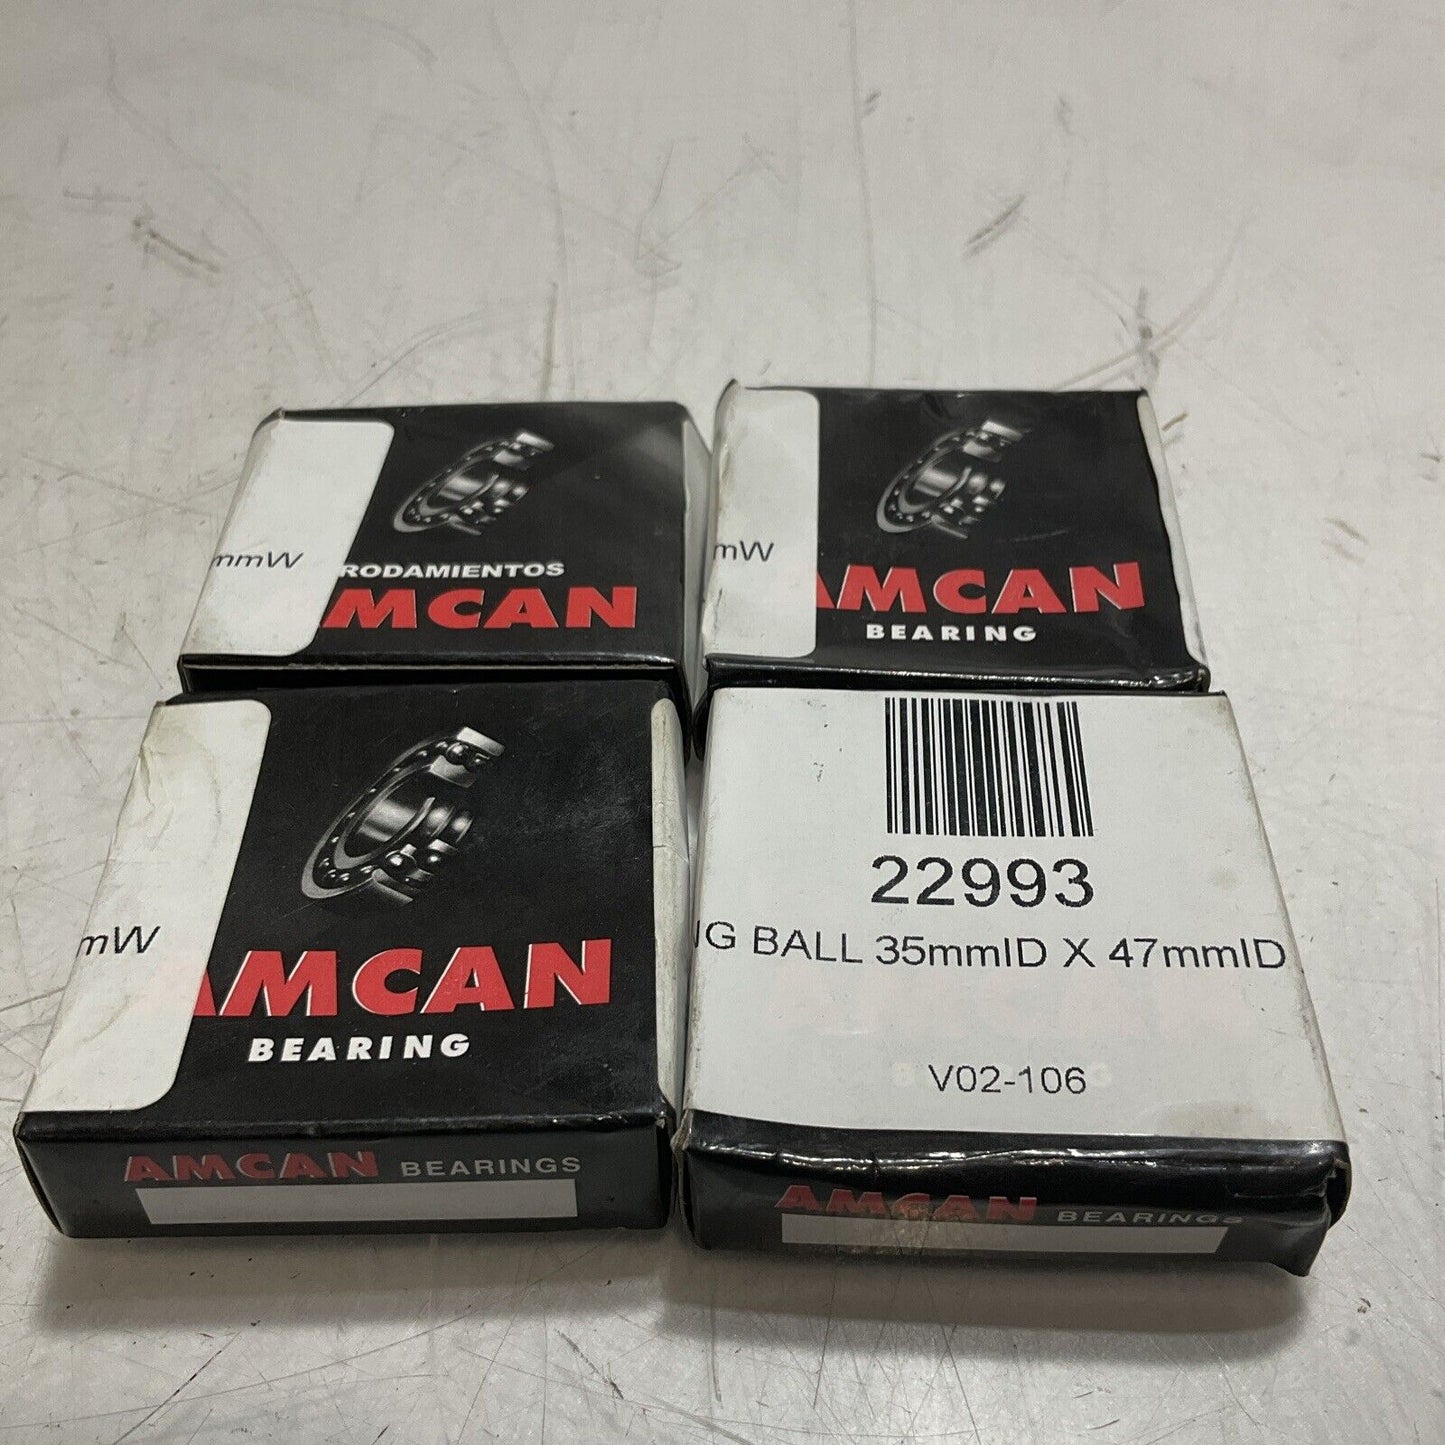 mmW
RODAMIENTOS
AMCAN
mW
AMCAN
BEARING
mW
AMCAN
BEARING
AMCAN BEARINGS
22993
NG BALL 35mmID X 47mmID
V02-106
AMCAN BEARINGS